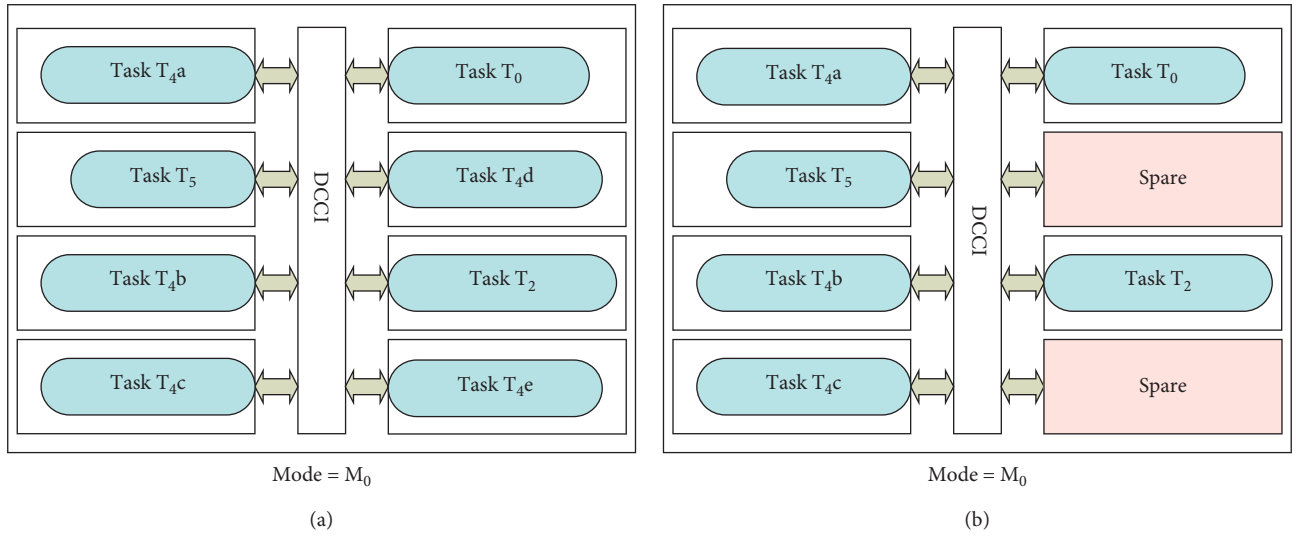 Task T₄a
Task T₀
Task T₅
Task T₄d
DCCI
Task T₄b
Task T₂
Task T₄c
Task T₄e
Mode = M₀
(a)
Task T₄a
Task T₀
Task T₅
Spare
DCCI
Task T₄b
Task T₂
Task T₄c
Spare
Mode = M₀
(b)